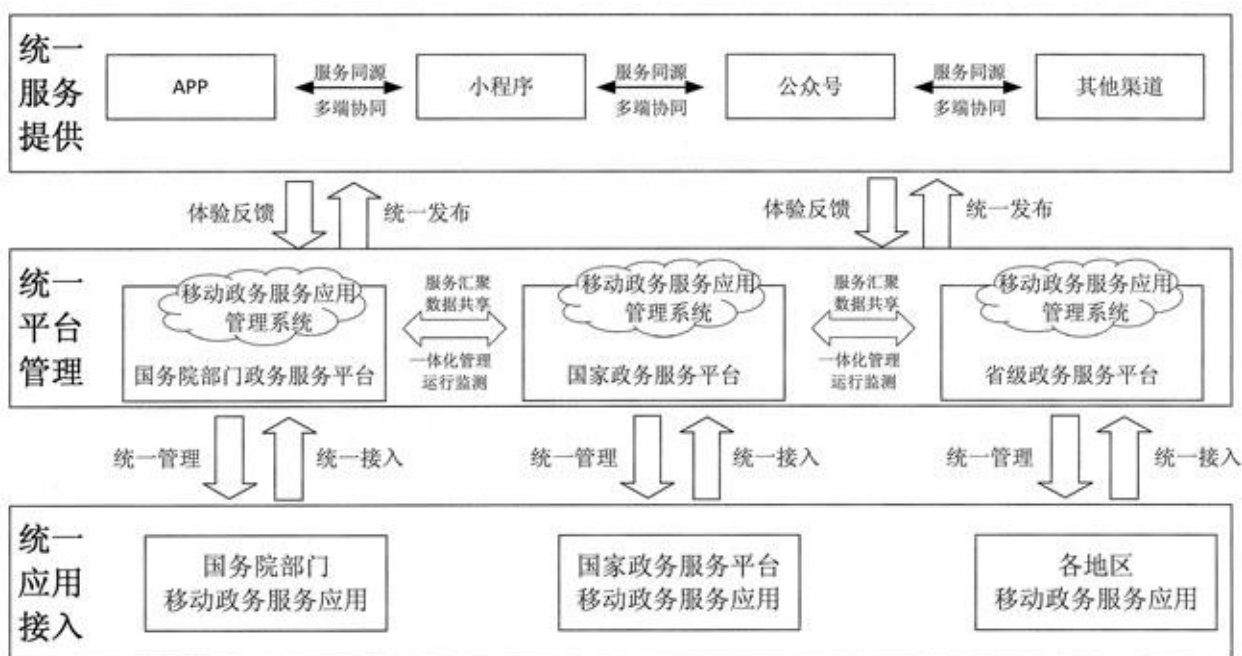 统一
服务
提供
APP
服务同源
多端协同
小程序
服务同源
多端协同
公众号
服务同源
多端协同
其他渠道
体验反馈
统一发布
体验反馈
统一发布
统一
平台
管理
移动政务服务应用
管理系统
国务院部门政务服务平台
服务汇聚
数据共享
一体化管理
运行监测
移动政务服务应用
管理系统
国家政务服务平台
服务汇聚
数据共享
一体化管理
运行监测
移动政务服务应用
管理系统
省级政务服务平台
统一管理
统一接入
统一管理
统一接入
统一管理
统一接入
统一
应用
接入
国务院部门
移动政务服务应用
国家政务服务平台
移动政务服务应用
各地区
移动政务服务应用